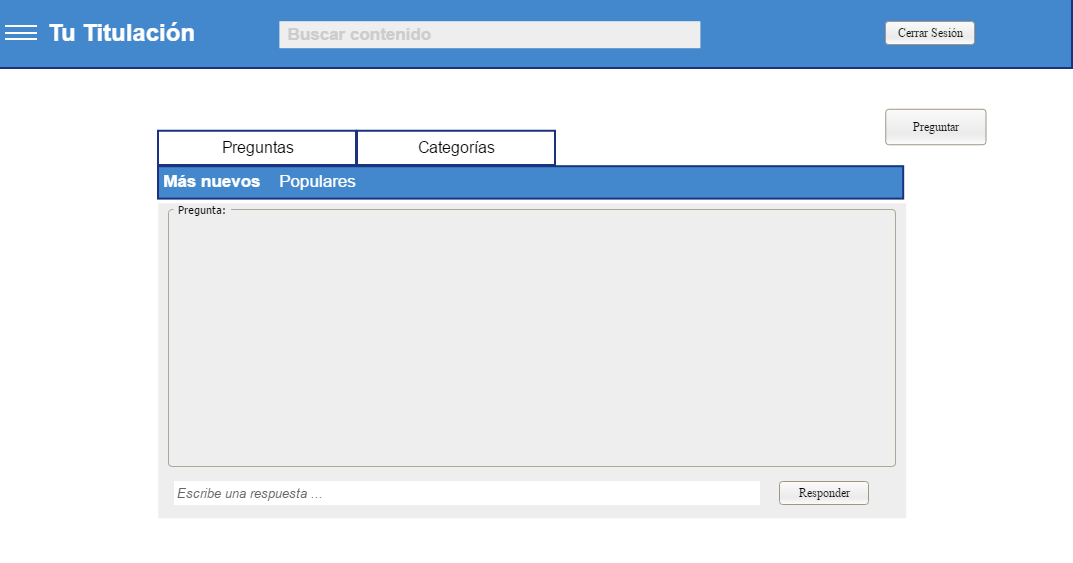 Tu Titulación
Buscar contenido
Cerrar Sesión
Preguntar
Preguntas
Categorías
Más nuevos
Populares
Pregunta:
Escribe una respuesta ...
Responder